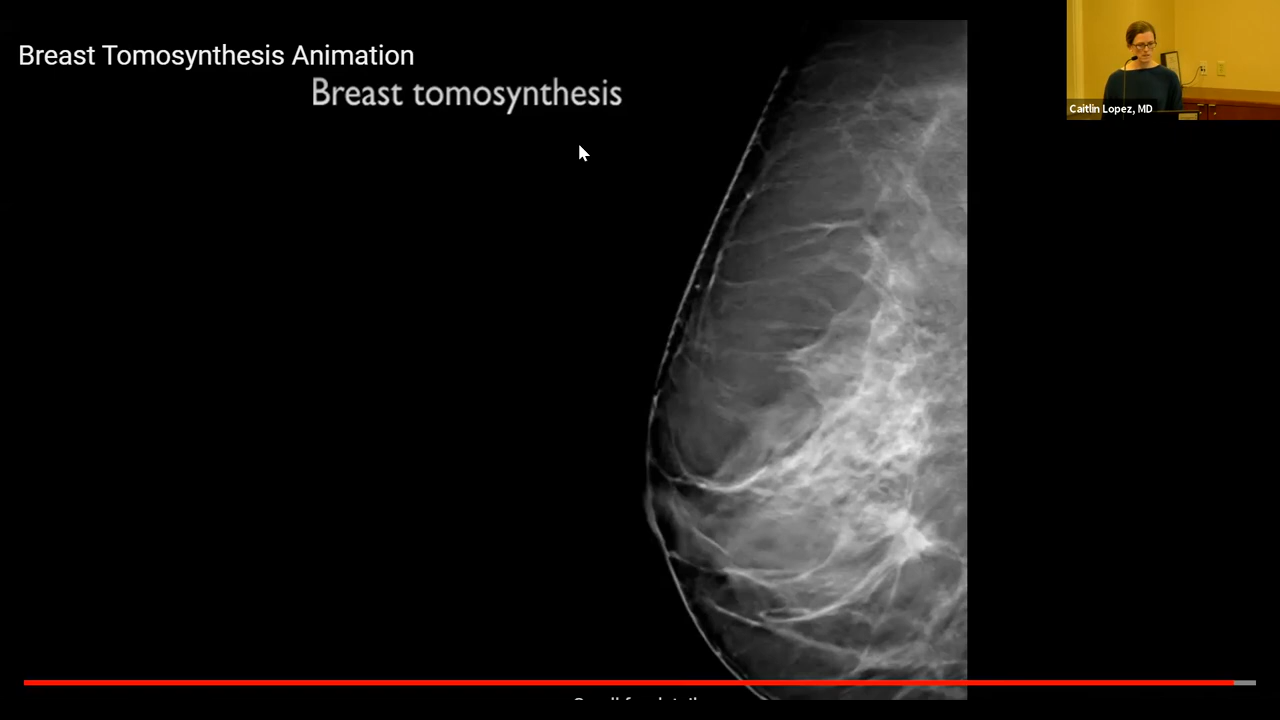 Breast Tomosynthesis Animation
Breast tomosynthesis
Caitlin Lopez, MD